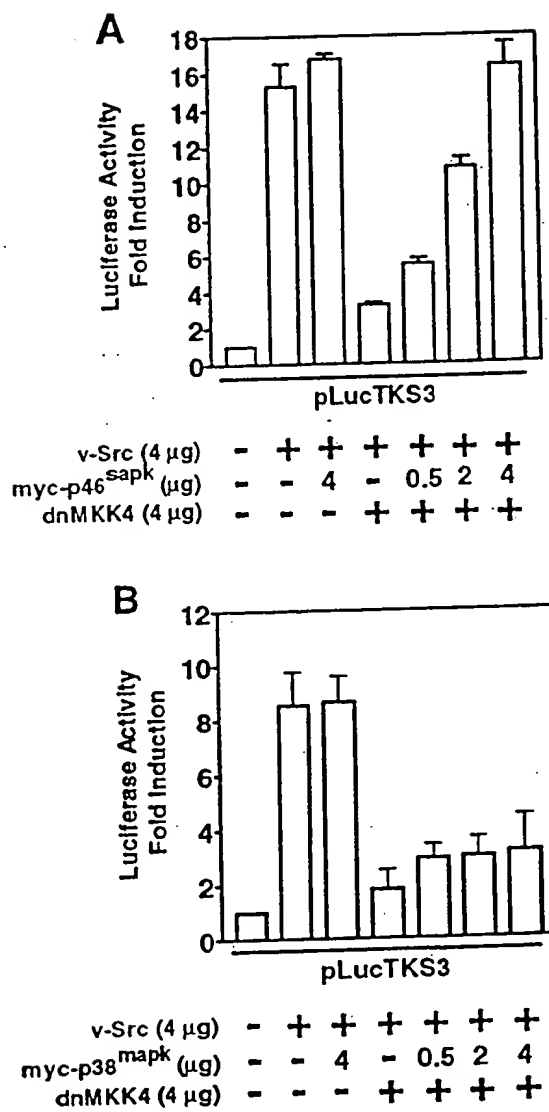 A
18
16
14
12
10
8
6
4
2
0
Luciferase Activity
Fold Induction
pLucTKS3
v-Src (4 μg) - + + + + + +
myc-p46sapk (μg) - - 4 - 0.5 2 4
dnMKK4 (4 μg) - - - + + + +
B
12
10
8
6
4
2
0
Luciferase Activity
Fold Induction
pLucTKS3
v-Src (4 μg) - + + + + + +
myc-p38mapk (μg) - - 4 - 0.5 2 4
dnMKK4 (4 μg) - - - + + + +